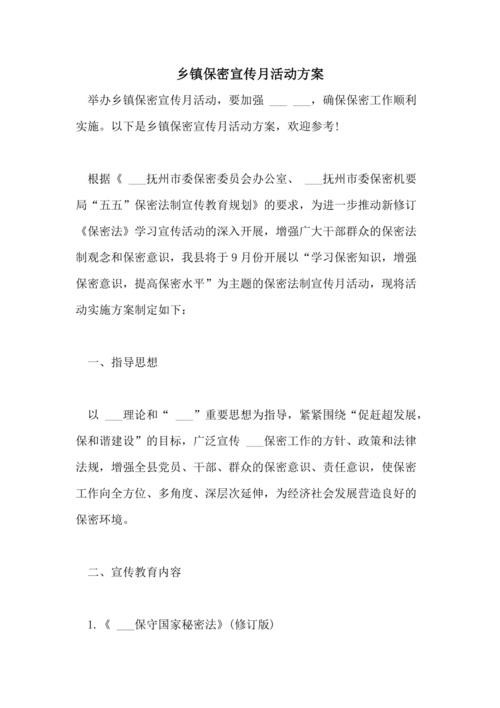 乡镇保密宣传月活动方案
举办乡镇保密宣传月活动，要加强 ___ ___，确保保密工作顺利
实施。以下是乡镇保密宣传月活动方案，欢迎参考!
根据《 ___抚州市委保密委员会办公室、 ___抚州市委保密机要
局“五五”保密法制宣传教育规划》的要求，为进一步推动新修订
《保密法》学习宣传活动的深入开展，增强广大干部群众的保密法
制观念和保密意识，我县将于 9 月份开展以“学习保密知识，增强
保密意识，提高保密水平”为主题的保密法制宣传月活动，现将活
动实施方案制定如下：
一、指导思想
以 ___理论和“ ___”重要思想为指导，紧紧围绕“促赶超发展，
保和谐建设”的目标，广泛宣传 ___保密工作的方针、政策和法律
法规，增强全县党员、干部、群众的保密意识、责任意识，使保密
工作向全方位、多角度、深层次延伸，为经济社会发展营造良好的
保密环境。
二、宣传教育内容
1.《 ___保守国家秘密法》(修订版)